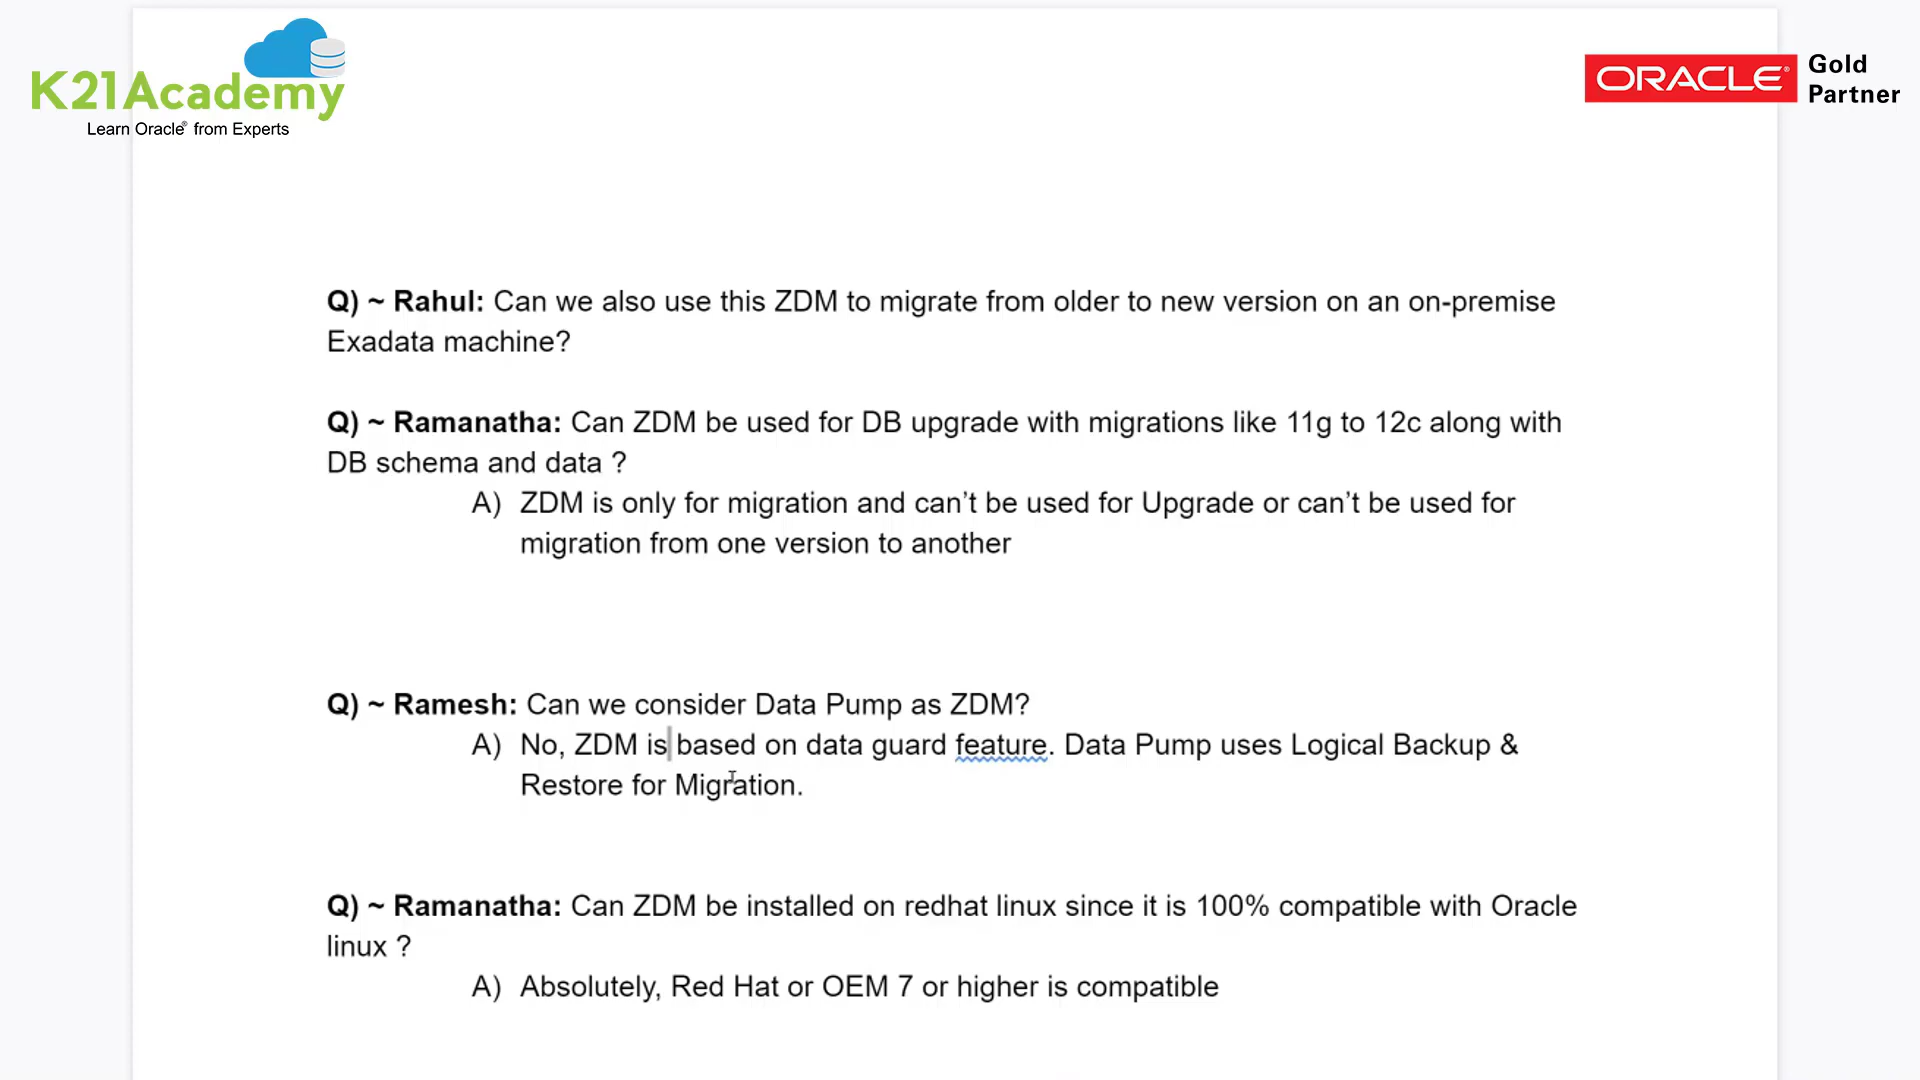 K21Academy
Learn Oracle® from Experts
ORACLE® Gold
Partner
Q) ~ Rahul: Can we also use this ZDM to migrate from older to new version on an on-premise
Exadata machine?
Q) ~ Ramanatha: Can ZDM be used for DB upgrade with migrations like 11g to 12c along with
DB schema and data ?
A) ZDM is only for migration and can’t be used for Upgrade or can’t be used for
migration from one version to another
Q) ~ Ramesh: Can we consider Data Pump as ZDM?
A) No, ZDM is based on data guard feature. Data Pump uses Logical Backup &
Restore for Migration.
Q) ~ Ramanatha: Can ZDM be installed on redhat linux since it is 100% compatible with Oracle
linux ?
A) Absolutely, Red Hat or OEM 7 or higher is compatible